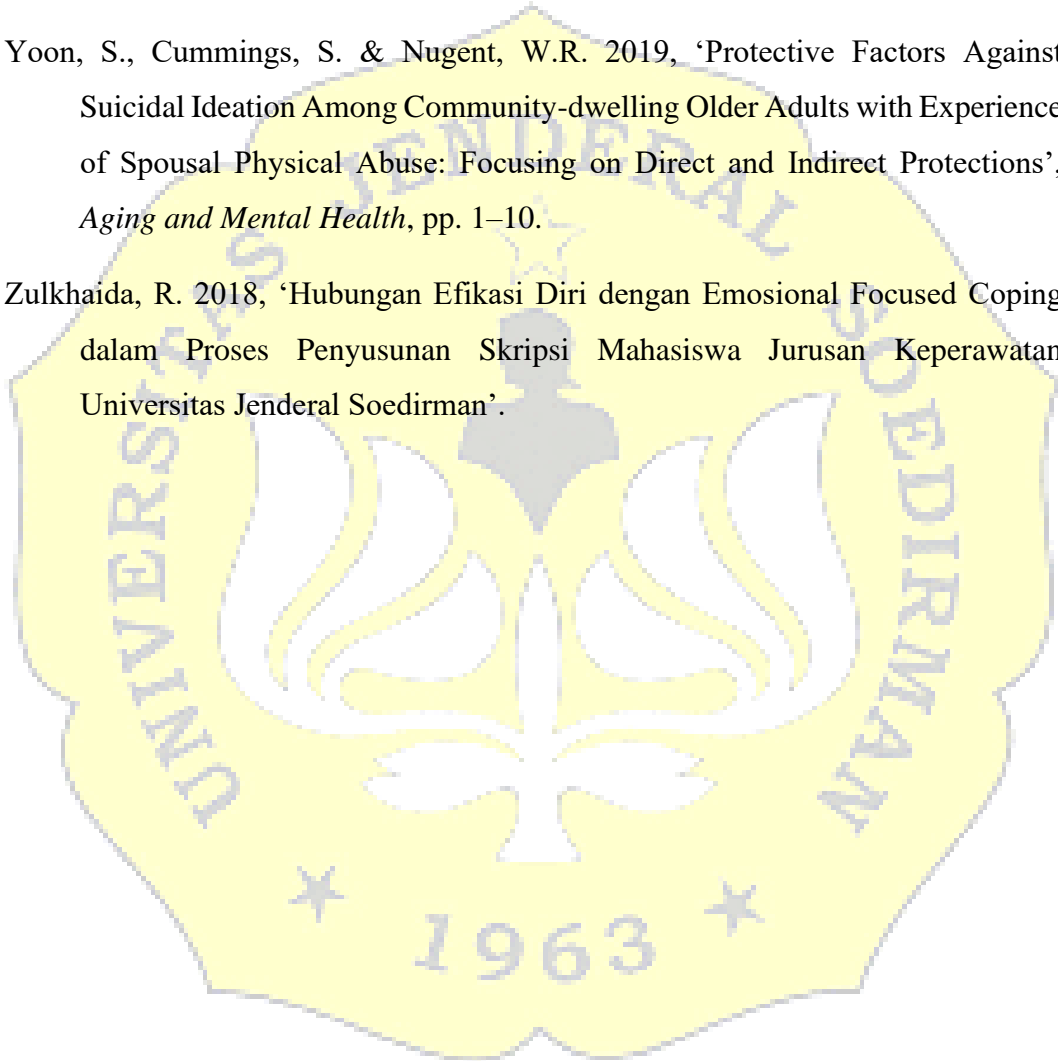 Yoon, S., Cummings, S. & Nugent, W.R. 2019, ‘Protective Factors Against
Suicidal Ideation Among Community-dwelling Older Adults with Experience
of Spousal Physical Abuse: Focusing on Direct and Indirect Protections’,
Aging and Mental Health, pp. 1–10.
Zulkhaida, R. 2018, ‘Hubungan Efikasi Diri dengan Emosional Focused Coping
dalam Proses Penyusunan Skripsi Mahasiswa Jurusan Keperawatan
Universitas Jenderal Soedirman’.
UNIVERSITAS JENDERAL SOEDIRMAN
1963